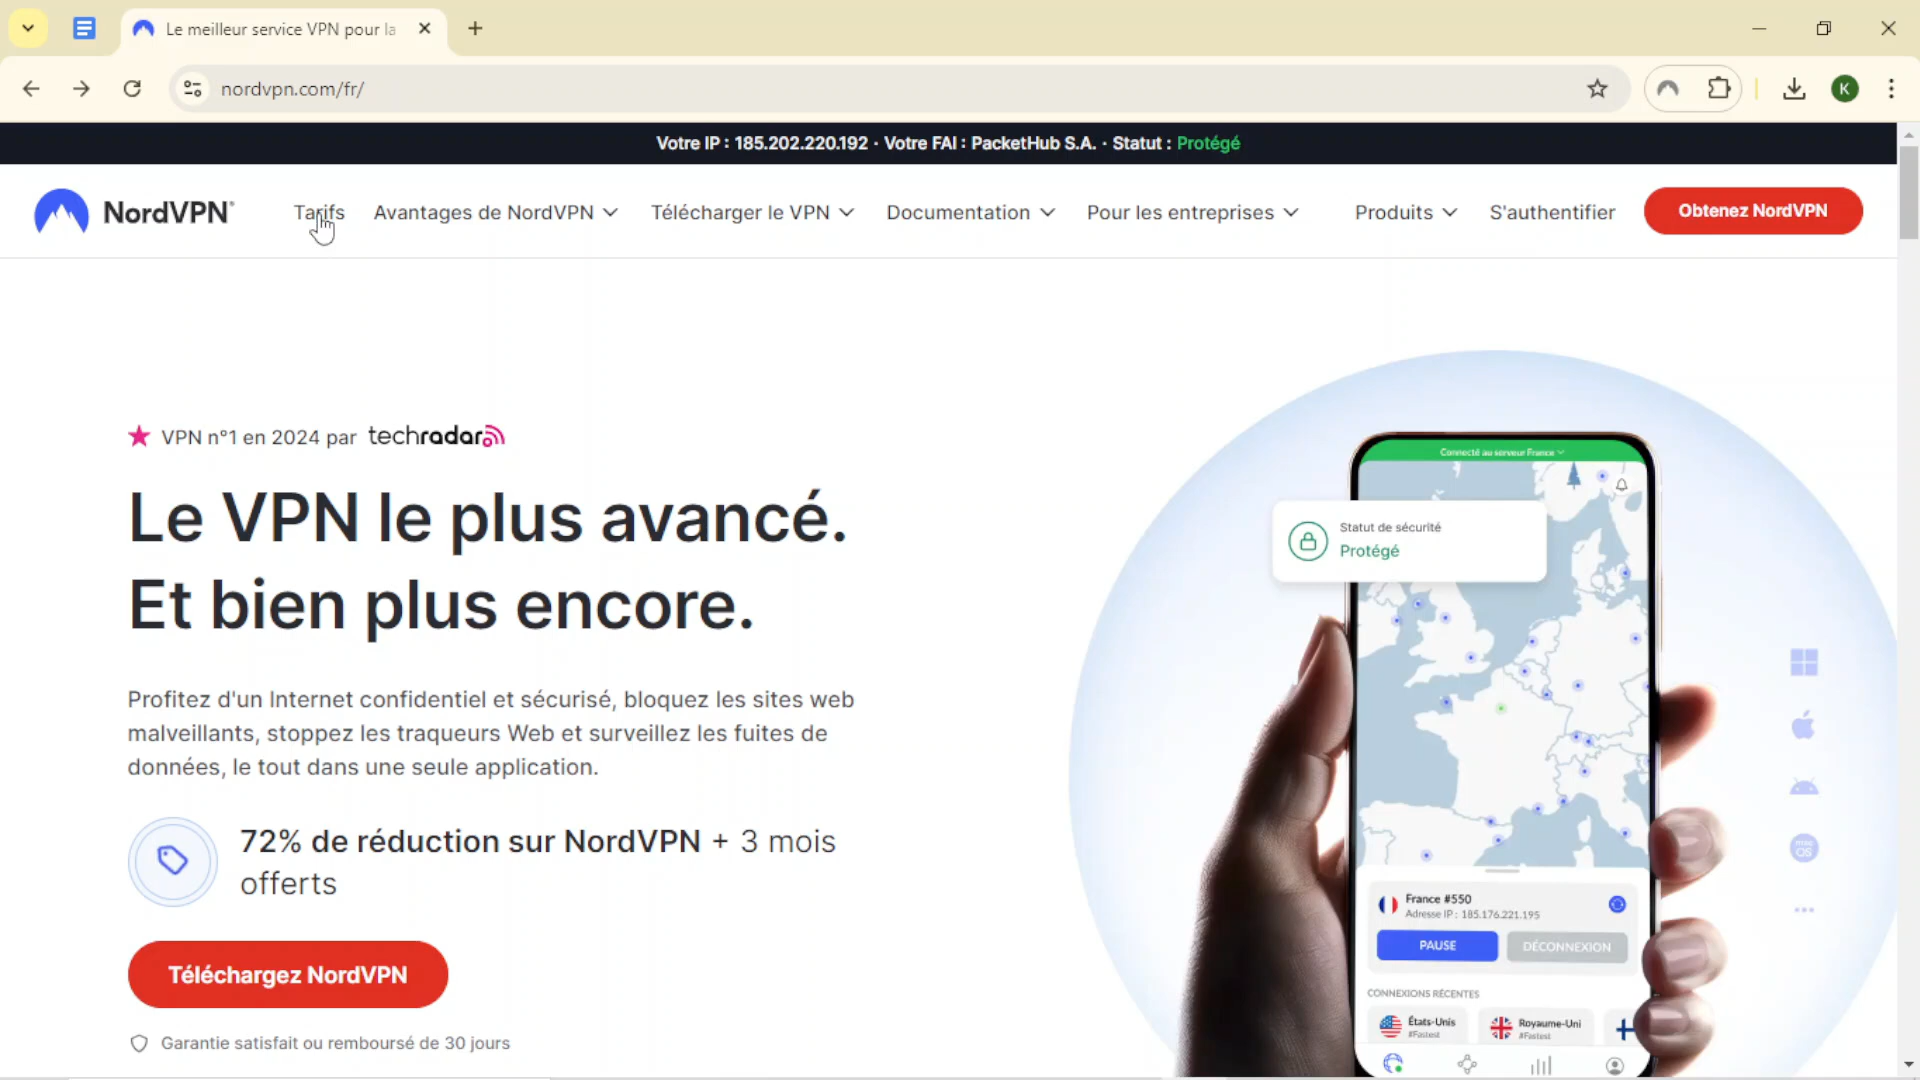 Le meilleur service VPN pour la
nordvpn.com/fr/
K
Votre IP : 185.202.220.192 · Votre FAI : PacketHub S.A. · Statut : Protégé
NordVPN®
Tarifs
Avantages de NordVPN
Télécharger le VPN
Documentation
Pour les entreprises
Produits
S'authentifier
Obtenez NordVPN
VPN n°1 en 2024 par techradar
Le VPN le plus avancé.
Et bien plus encore.
Profitez d'un Internet confidentiel et sécurisé, bloquez les sites web
malveillants, stoppez les traqueurs Web et surveillez les fuites de
données, le tout dans une seule application.
72% de réduction sur NordVPN + 3 mois
offerts
Téléchargez NordVPN
Garantie satisfait ou remboursé de 30 jours
Connecté au serveur France
Statut de sécurité
Protégé
France #550
Adresse IP : 185.176.221.195
PAUSE
DÉCONNEXION
CONNEXIONS RÉCENTES
États-Unis
#Fastest
Royaume-Uni
#Fastest
mac
OS